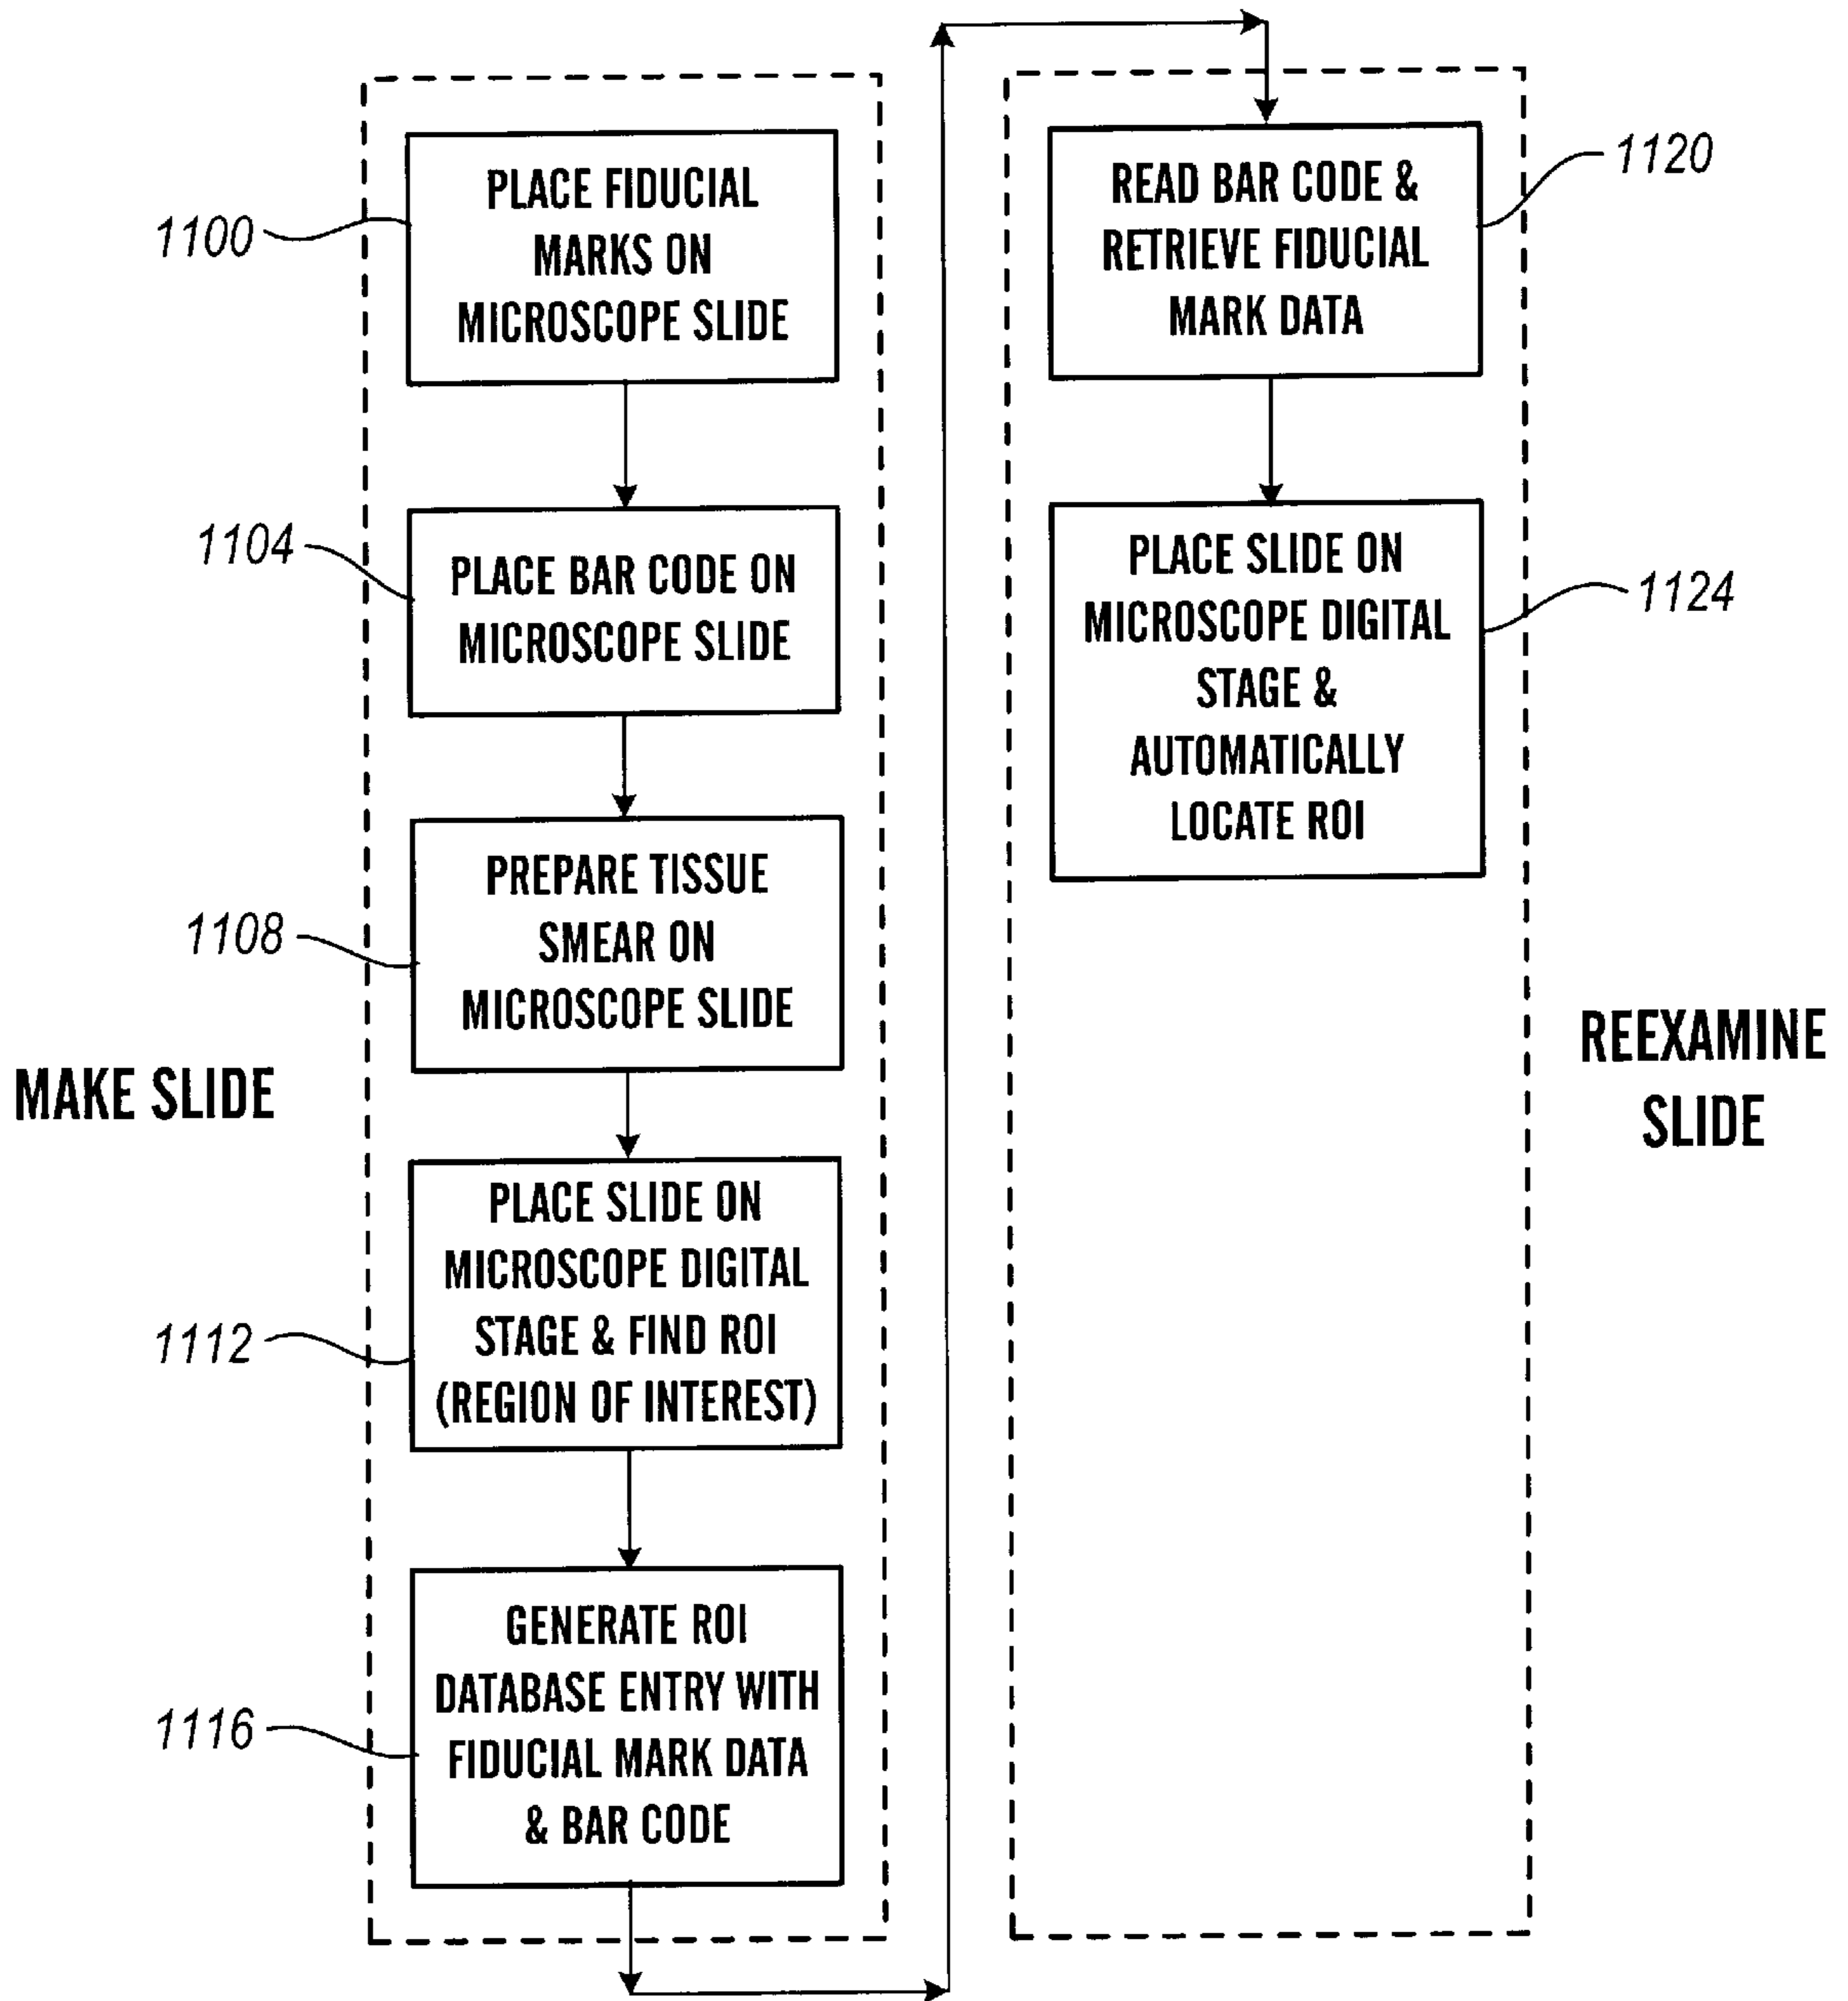 MAKE SLIDE
1100
PLACE FIDUCIAL
MARKS ON
MICROSCOPE SLIDE
1104
PLACE BAR CODE ON
MICROSCOPE SLIDE
1108
PREPARE TISSUE
SMEAR ON
MICROSCOPE SLIDE
1112
PLACE SLIDE ON
MICROSCOPE DIGITAL
STAGE & FIND ROI
(REGION OF INTEREST)
1116
GENERATE ROI
DATABASE ENTRY WITH
FIDUCIAL MARK DATA
& BAR CODE
REEXAMINE
SLIDE
1120
READ BAR CODE &
RETRIEVE FIDUCIAL
MARK DATA
1124
PLACE SLIDE ON
MICROSCOPE DIGITAL
STAGE &
AUTOMATICALLY
LOCATE ROI